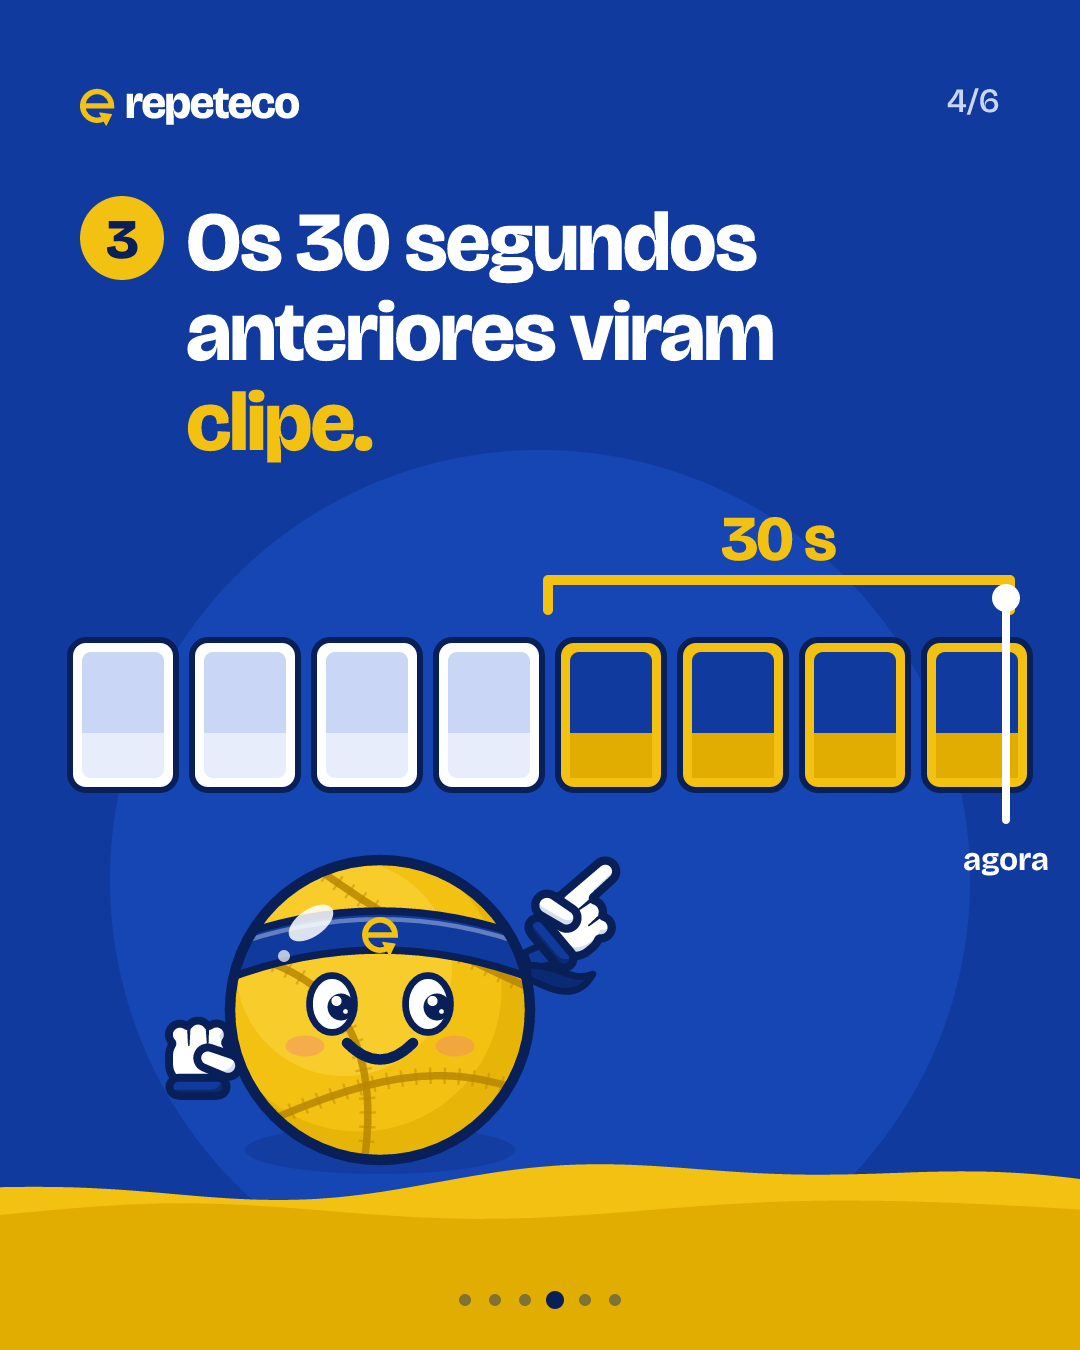 repeteco
4/6
3
Os 30 segundos
anteriores viram
clipe.
30 s
agora